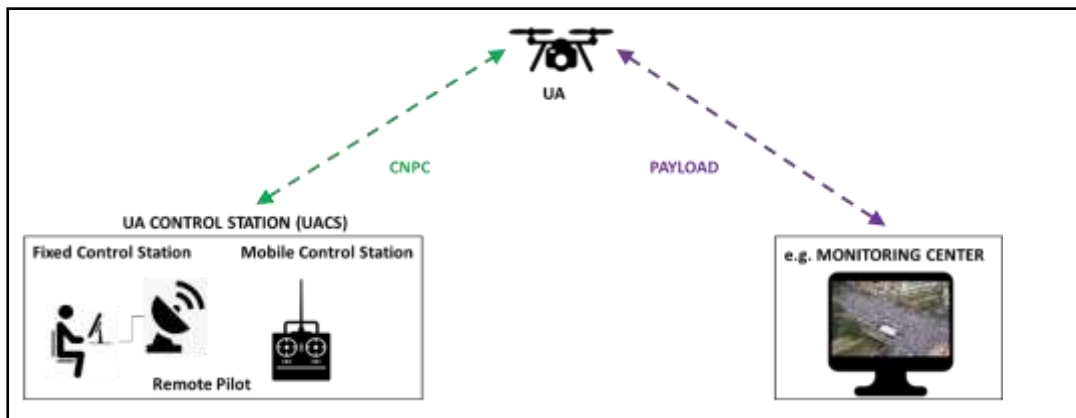 UA
CNPC
PAYLOAD
UA CONTROL STATION (UACS)
Fixed Control Station
Mobile Control Station
Remote Pilot
e.g. MONITORING CENTER